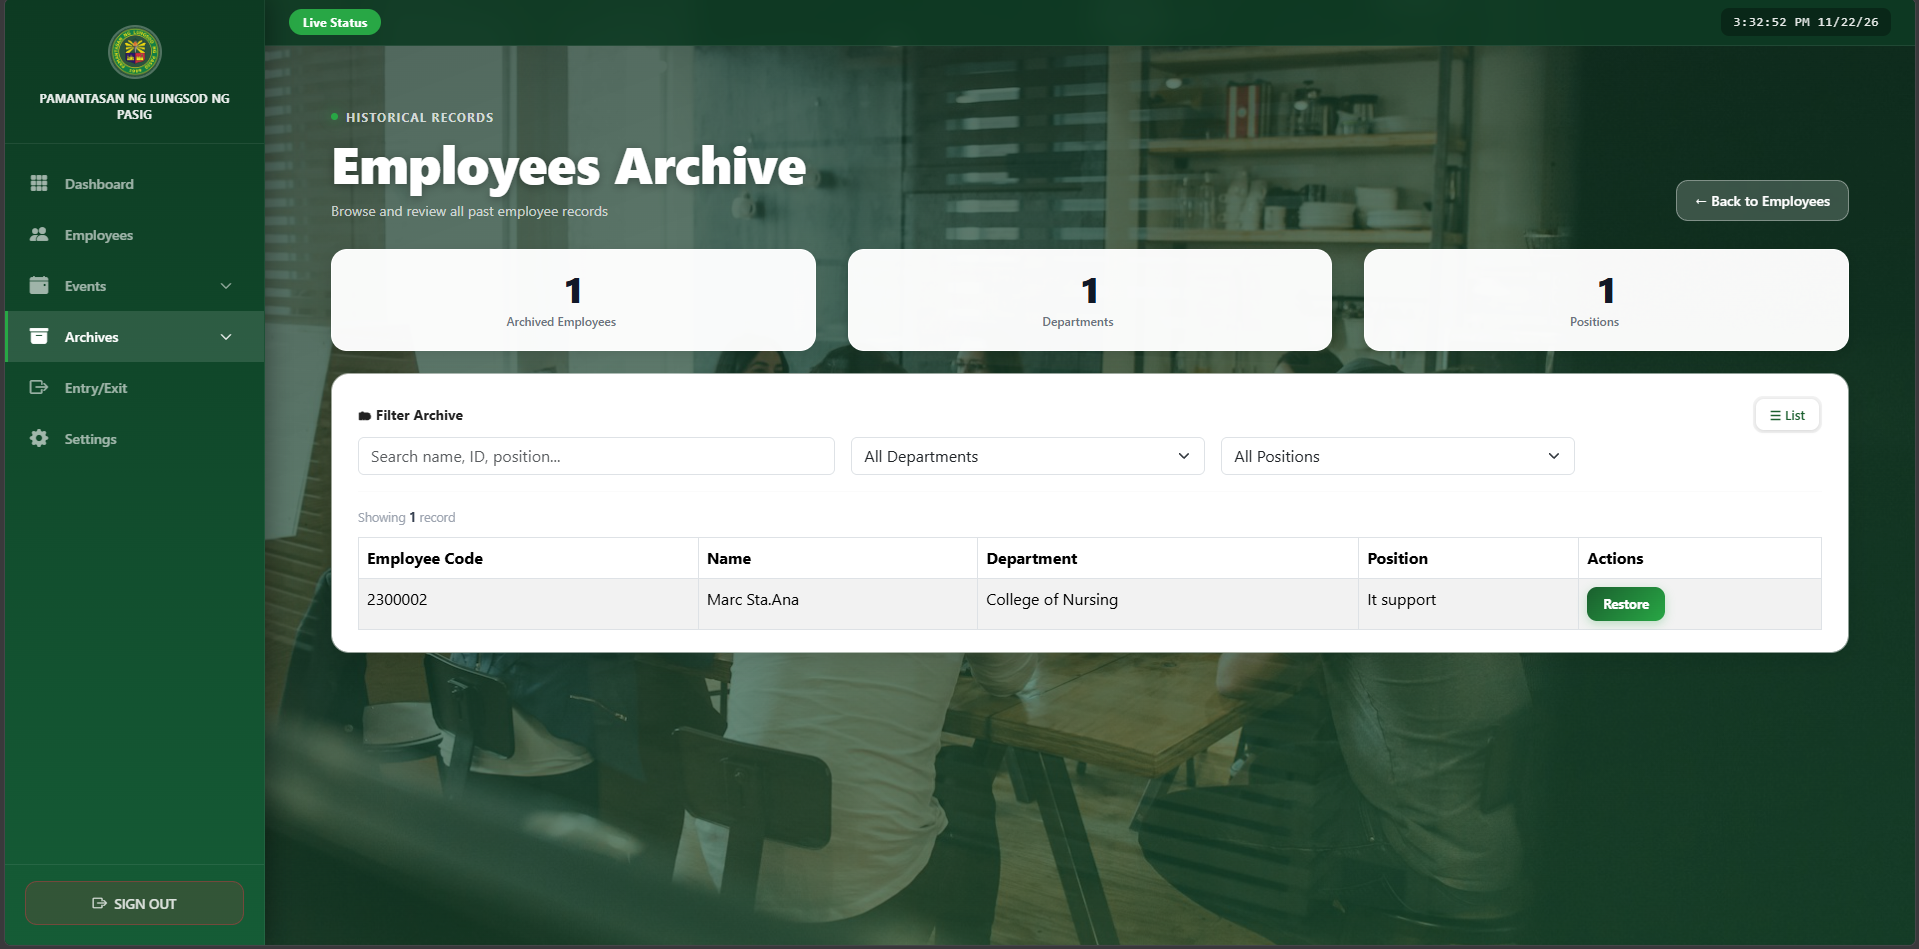 PAMANTASAN NG LUNGSOD NG
PASIG
Dashboard
Employees
Events
Archives
Entry/Exit
Settings
SIGN OUT
Live Status
3:32:52 PM 11/22/26
HISTORICAL RECORDS
Employees Archive
Browse and review all past employee records
← Back to Employees
1
Archived Employees
1
Departments
1
Positions
Filter Archive
☰ List
Search name, ID, position...
All Departments
All Positions
Showing 1 record
Employee Code Name Department Position Actions
2300002 Marc Sta.Ana College of Nursing It support Restore